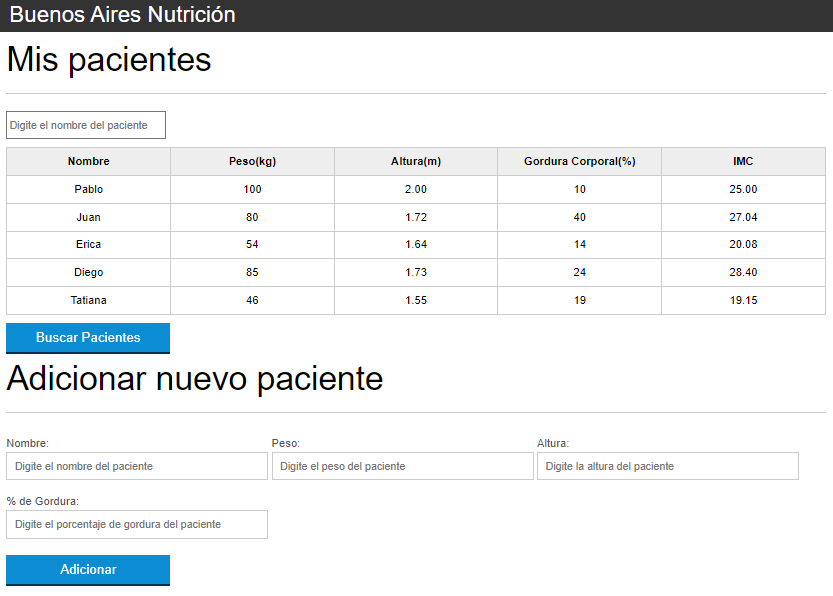 Buenos Aires Nutrición
Mis pacientes
Digite el nombre del paciente
Nombre Peso(kg) Altura(m) Gordura Corporal(%) IMC
Pablo 100 2.00 10 25.00
Juan 80 1.72 40 27.04
Erica 54 1.64 14 20.08
Diego 85 1.73 24 28.40
Tatiana 46 1.55 19 19.15
Buscar Pacientes
Adicionar nuevo paciente
Nombre: Peso: Altura:
Digite el nombre del paciente Digite el peso del paciente Digite la altura del paciente
% de Gordura:
Digite el porcentaje de gordura del paciente
Adicionar